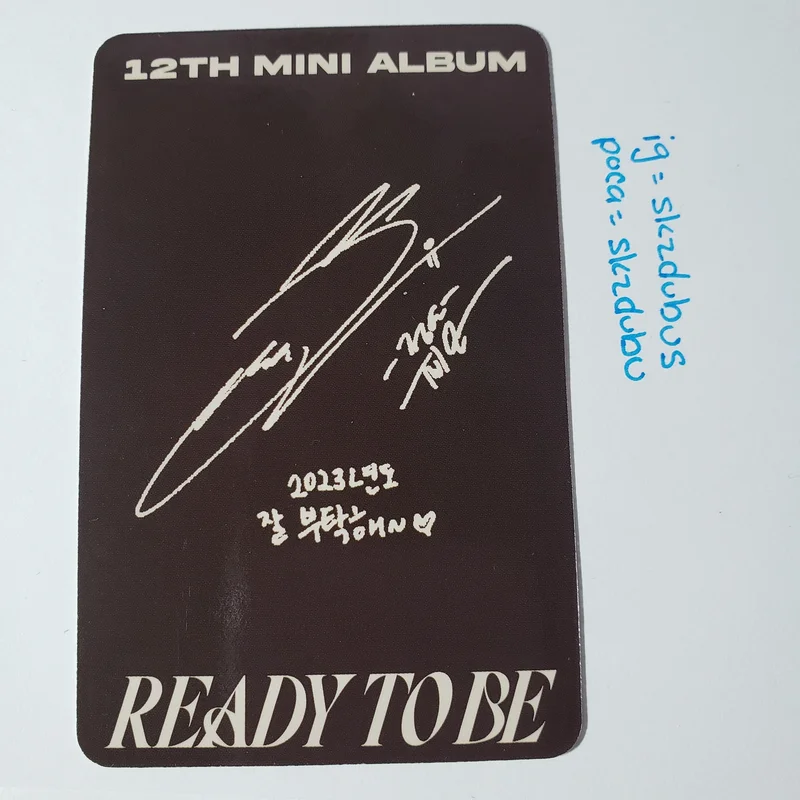 12TH MINI ALBUM
2023년도
잘 부탁해~♡
READY TO BE
ig = skzdubus
poca = skzdubu